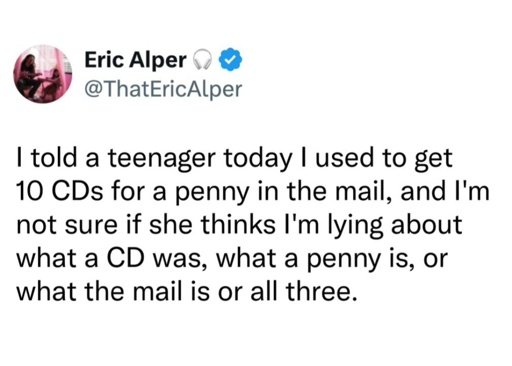 Eric Alper 🎧
@ThatEricAlper
I told a teenager today I used to get
10 CDs for a penny in the mail, and I'm
not sure if she thinks I'm lying about
what a CD was, what a penny is, or
what the mail is or all three.